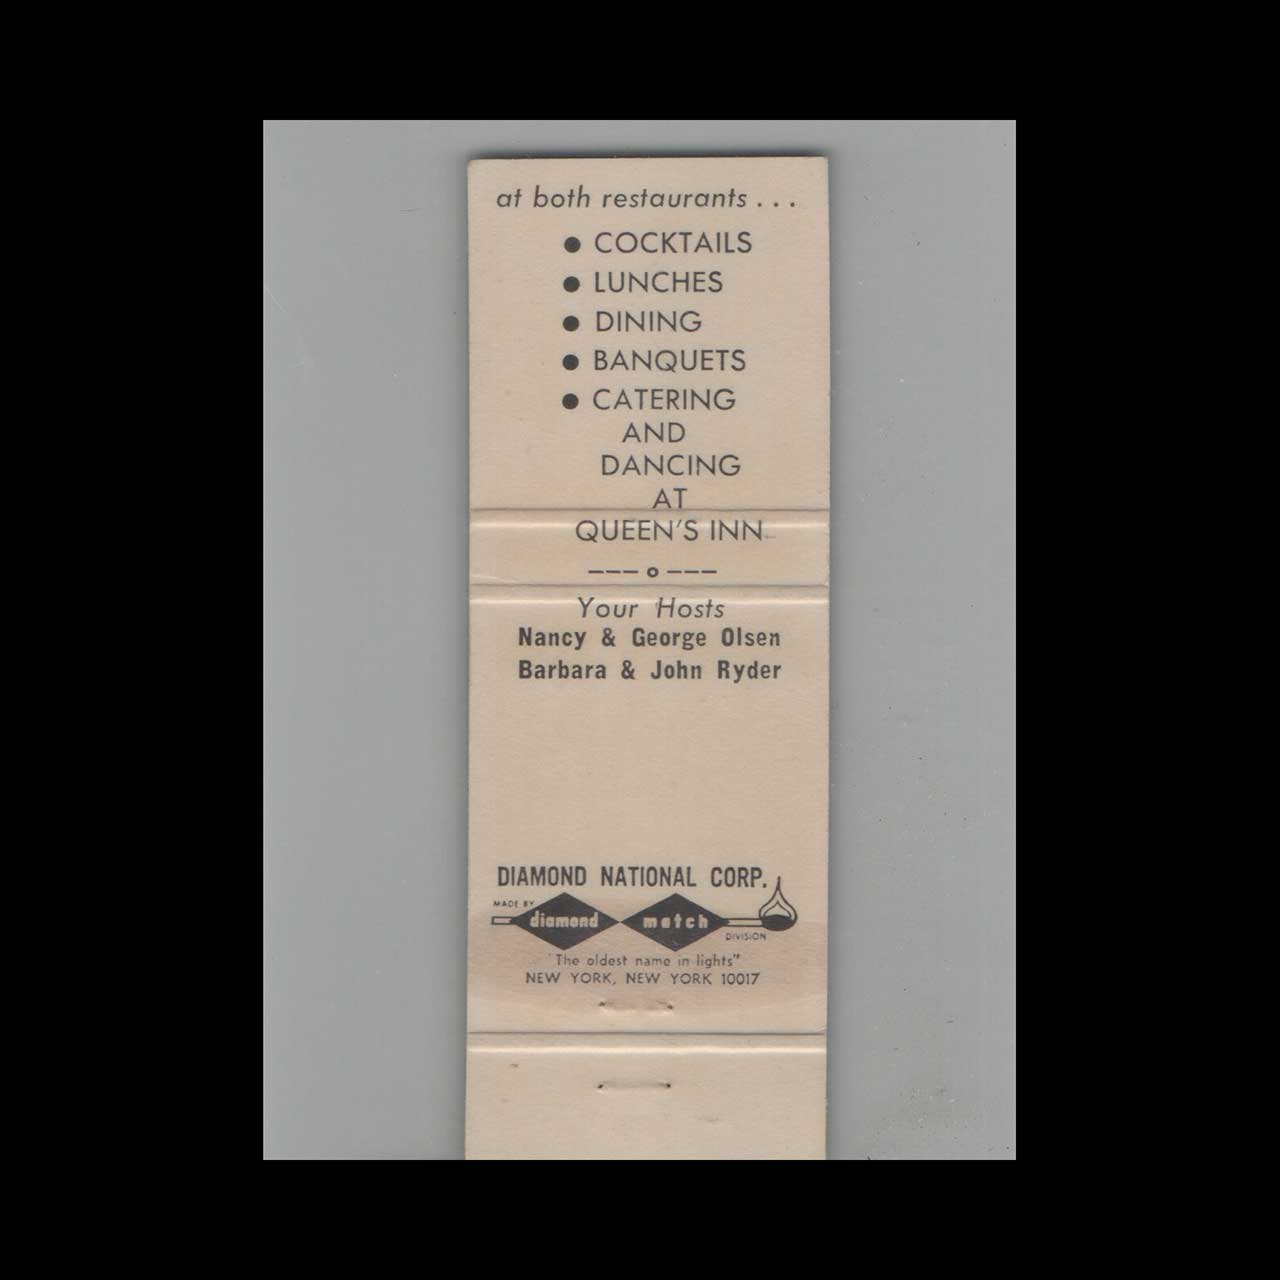 at both restaurants . . .
● COCKTAILS
● LUNCHES
● DINING
● BANQUETS
● CATERING
AND
DANCING
AT
QUEEN'S INN
---o---
Your Hosts
Nancy & George Olsen
Barbara & John Ryder
DIAMOND NATIONAL CORP.
MADE BY
diamond match
DIVISION
"The oldest name in lights"
NEW YORK, NEW YORK 10017